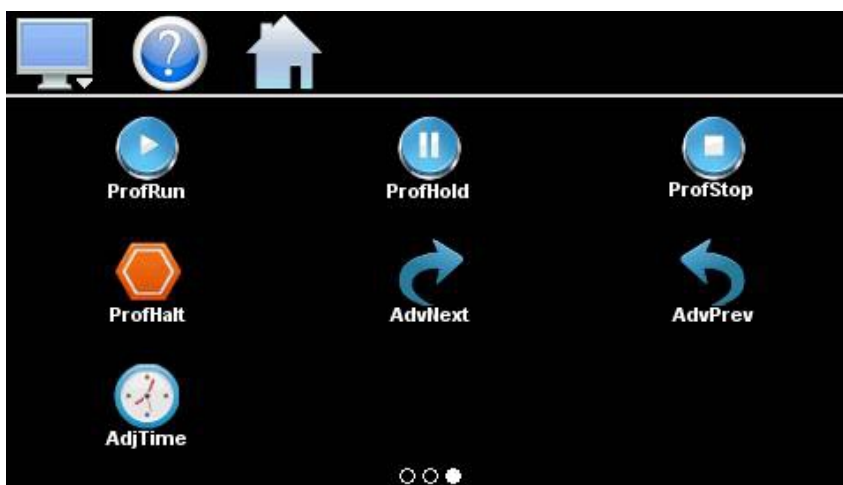 ?
ProfRun
ProfHold
ProfStop
ProfHalt
AdvNext
AdvPrev
AdjTime